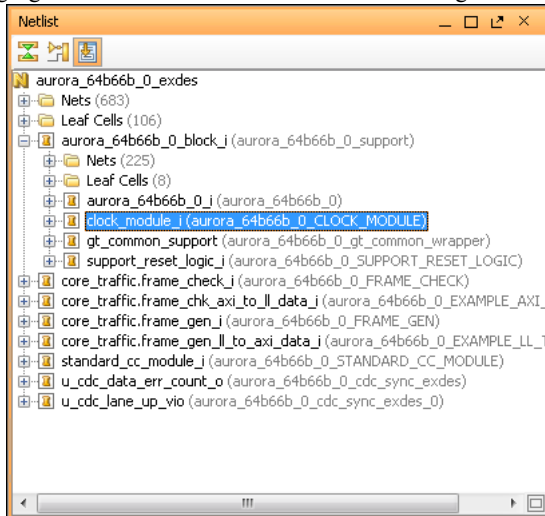 Netlist
aurora_64b66b_0_exdes
Nets (683)
Leaf Cells (106)
aurora_64b66b_0_block_i (aurora_64b66b_0_support)
Nets (225)
Leaf Cells (8)
aurora_64b66b_0_i (aurora_64b66b_0)
clock_module_i (aurora_64b66b_0_CLOCK_MODULE)
gt_common_support (aurora_64b66b_0_gt_common_wrapper)
support_reset_logic_i (aurora_64b66b_0_SUPPORT_RESET_LOGIC)
core_traffic.frame_check_i (aurora_64b66b_0_FRAME_CHECK)
core_traffic.frame_chk_axi_to_ll_data_i (aurora_64b66b_0_EXAMPLE_AXI_
core_traffic.frame_gen_i (aurora_64b66b_0_FRAME_GEN)
core_traffic.frame_gen_ll_to_axi_data_i (aurora_64b66b_0_EXAMPLE_LL_T
standard_cc_module_i (aurora_64b66b_0_STANDARD_CC_MODULE)
u_cdc_data_err_count_o (aurora_64b66b_0_cdc_sync_exdes)
u_cdc_lane_up_vio (aurora_64b66b_0_cdc_sync_exdes_0)